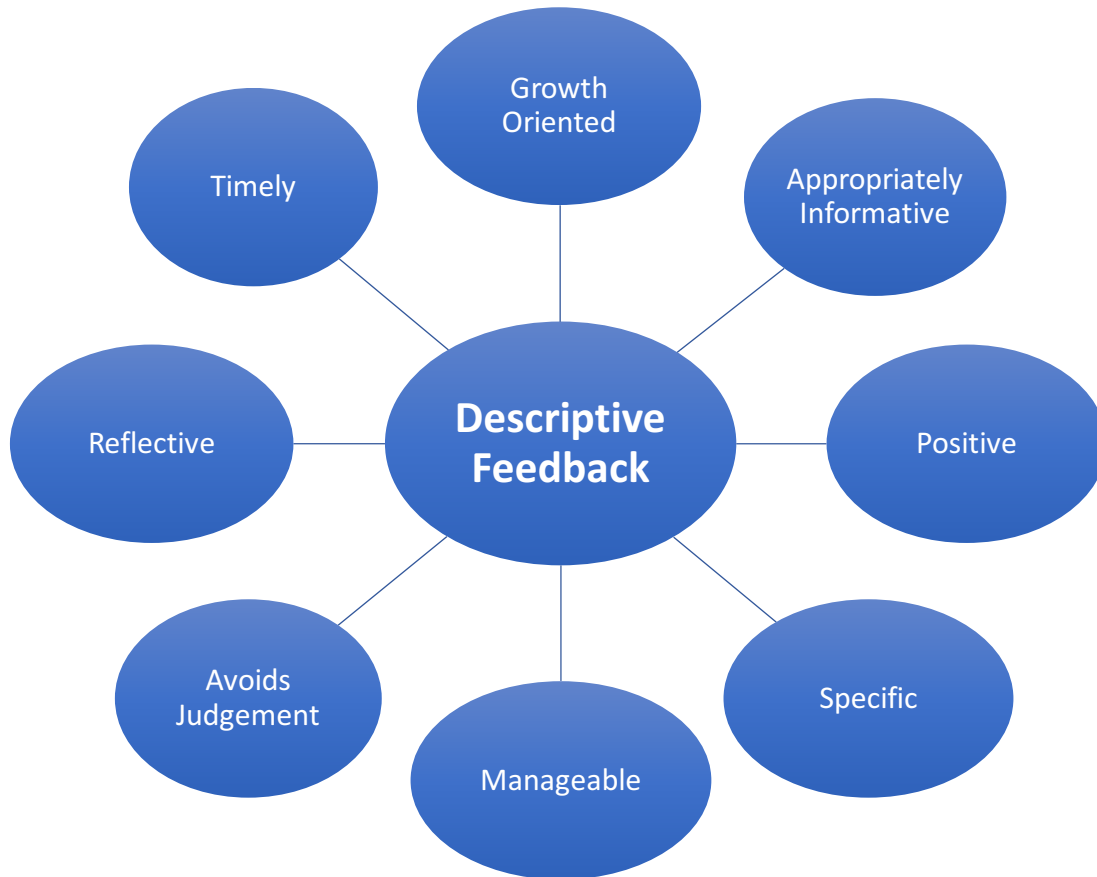 Growth
Oriented
Timely
Appropriately
Informative
Descriptive
Feedback
Reflective
Positive
Avoids
Judgement
Specific
Manageable